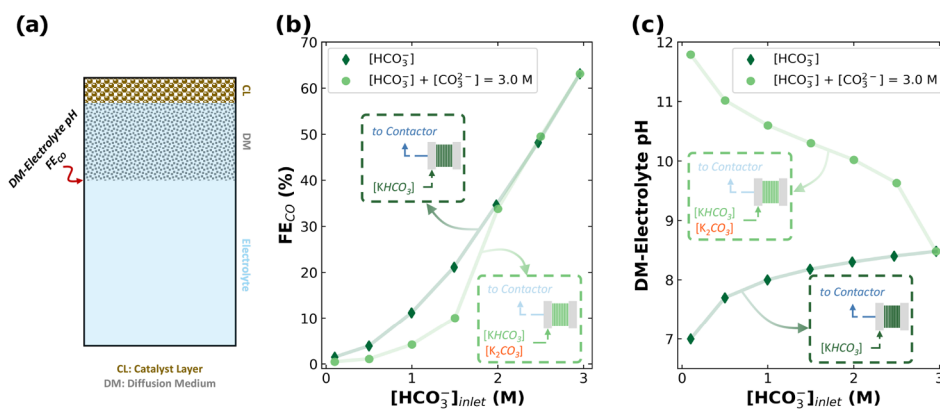 (a)
CL
DM
DM-Electrolyte pH
FE_CO
Electrolyte
CL: Catalyst Layer
DM: Diffusion Medium
(b)
70
60
50
40
30
20
10
0
FE_CO (%)
[HCO₃⁻]
[HCO₃⁻] + [CO₃²⁻] = 3.0 M
to Contactor
[KHCO₃]
to Contactor
[KHCO₃]
[K₂CO₃]
0 1 2 3
[HCO₃⁻]inlet (M)
(c)
12
11
10
9
8
7
DM-Electrolyte pH
[HCO₃⁻]
[HCO₃⁻] + [CO₃²⁻] = 3.0 M
to Contactor
[KHCO₃]
[K₂CO₃]
to Contactor
[KHCO₃]
0 1 2 3
[HCO₃⁻]inlet (M)